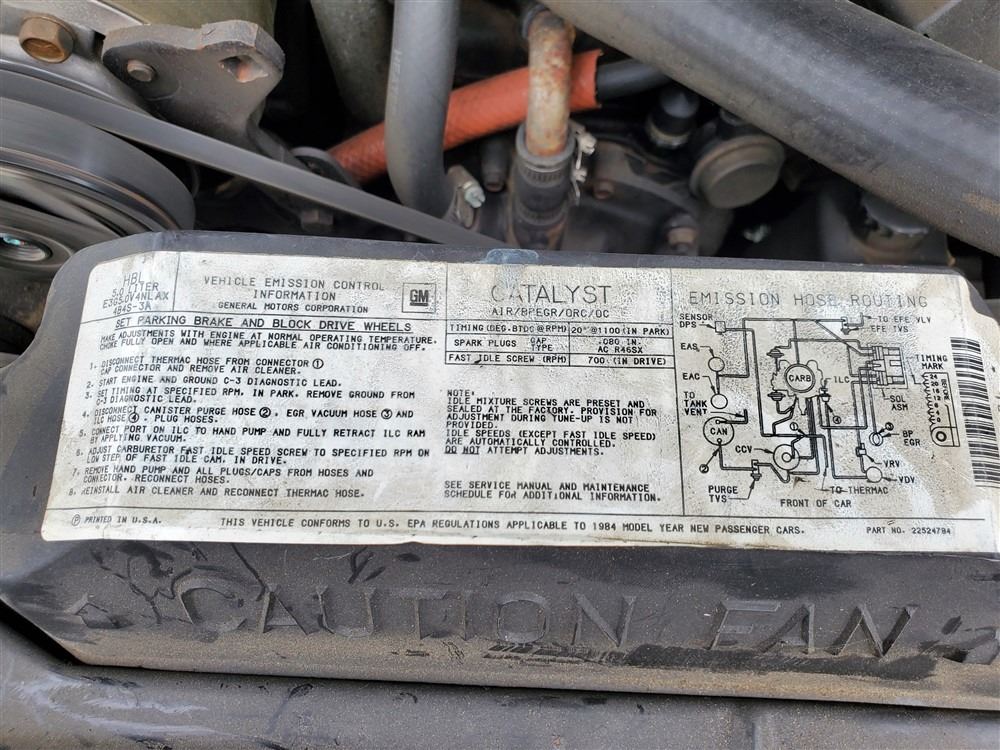 HBL
5.0 LITER
E3G5.0V4NLAX
4B4S-3A
VEHICLE EMISSION CONTROL
INFORMATION
GENERAL MOTORS CORPORATION
GM
SET PARKING BRAKE AND BLOCK DRIVE WHEELS
MAKE ADJUSTMENTS WITH ENGINE AT NORMAL OPERATING TEMPERATURE,
CHOKE FULLY OPEN AND WHERE APPLICABLE AIR CONDITIONING OFF.
1. DISCONNECT THERMAC HOSE FROM CONNECTOR ①
CAP CONNECTOR AND REMOVE AIR CLEANER.
2. START ENGINE AND GROUND C-3 DIAGNOSTIC LEAD.
3. SET TIMING AT SPECIFIED RPM, IN PARK. REMOVE GROUND FROM
C-3 DIAGNOSTIC LEAD.
4. DISCONNECT CANISTER PURGE HOSE ②, EGR VACUUM HOSE ③ AND
ILC HOSE ④. PLUG HOSES.
5. CONNECT PORT ON ILC TO HAND PUMP AND FULLY RETRACT ILC RAM
BY APPLYING VACUUM.
6. ADJUST CARBURETOR FAST IDLE SPEED SCREW TO SPECIFIED RPM ON
LOW STEP OF FAST IDLE CAM, IN DRIVE.
7. REMOVE HAND PUMP AND ALL PLUGS/CAPS FROM HOSES AND
CONNECTOR. RECONNECT HOSES.
8. REINSTALL AIR CLEANER AND RECONNECT THERMAC HOSE.
CATALYST
AIR/BPEGR/ORC/OC
TIMING (DEG.BTDC @ RPM) 20°@1100 (IN PARK)
SPARK PLUGS GAP .080 IN.
TYPE AC R46SX
FAST IDLE SCREW (RPM) 700 (IN DRIVE)
NOTE:
IDLE MIXTURE SCREWS ARE PRESET AND
SEALED AT THE FACTORY. PROVISION FOR
ADJUSTMENT DURING TUNE-UP IS NOT
PROVIDED.
IDLE SPEEDS (EXCEPT FAST IDLE SPEED)
ARE AUTOMATICALLY CONTROLLED.
DO NOT ATTEMPT ADJUSTMENTS.
SEE SERVICE MANUAL AND MAINTENANCE
SCHEDULE FOR ADDITIONAL INFORMATION.
EMISSION HOSE ROUTING
SENSOR
DPS
TO EFE VLV
EFE TVS
EAS
EAC
TO
TANK
VENT
CARB
ILC
SOL
ASM
TIMING
MARK
CAN
CCV
BP
EGR
VRV
VDV
PURGE
TVS
TO THERMAC
FRONT OF CAR
Ⓟ PRINTED IN U.S.A.
THIS VEHICLE CONFORMS TO U.S. EPA REGULATIONS APPLICABLE TO 1984 MODEL YEAR NEW PASSENGER CARS.
PART NO. 22524784
CAUTION FAN